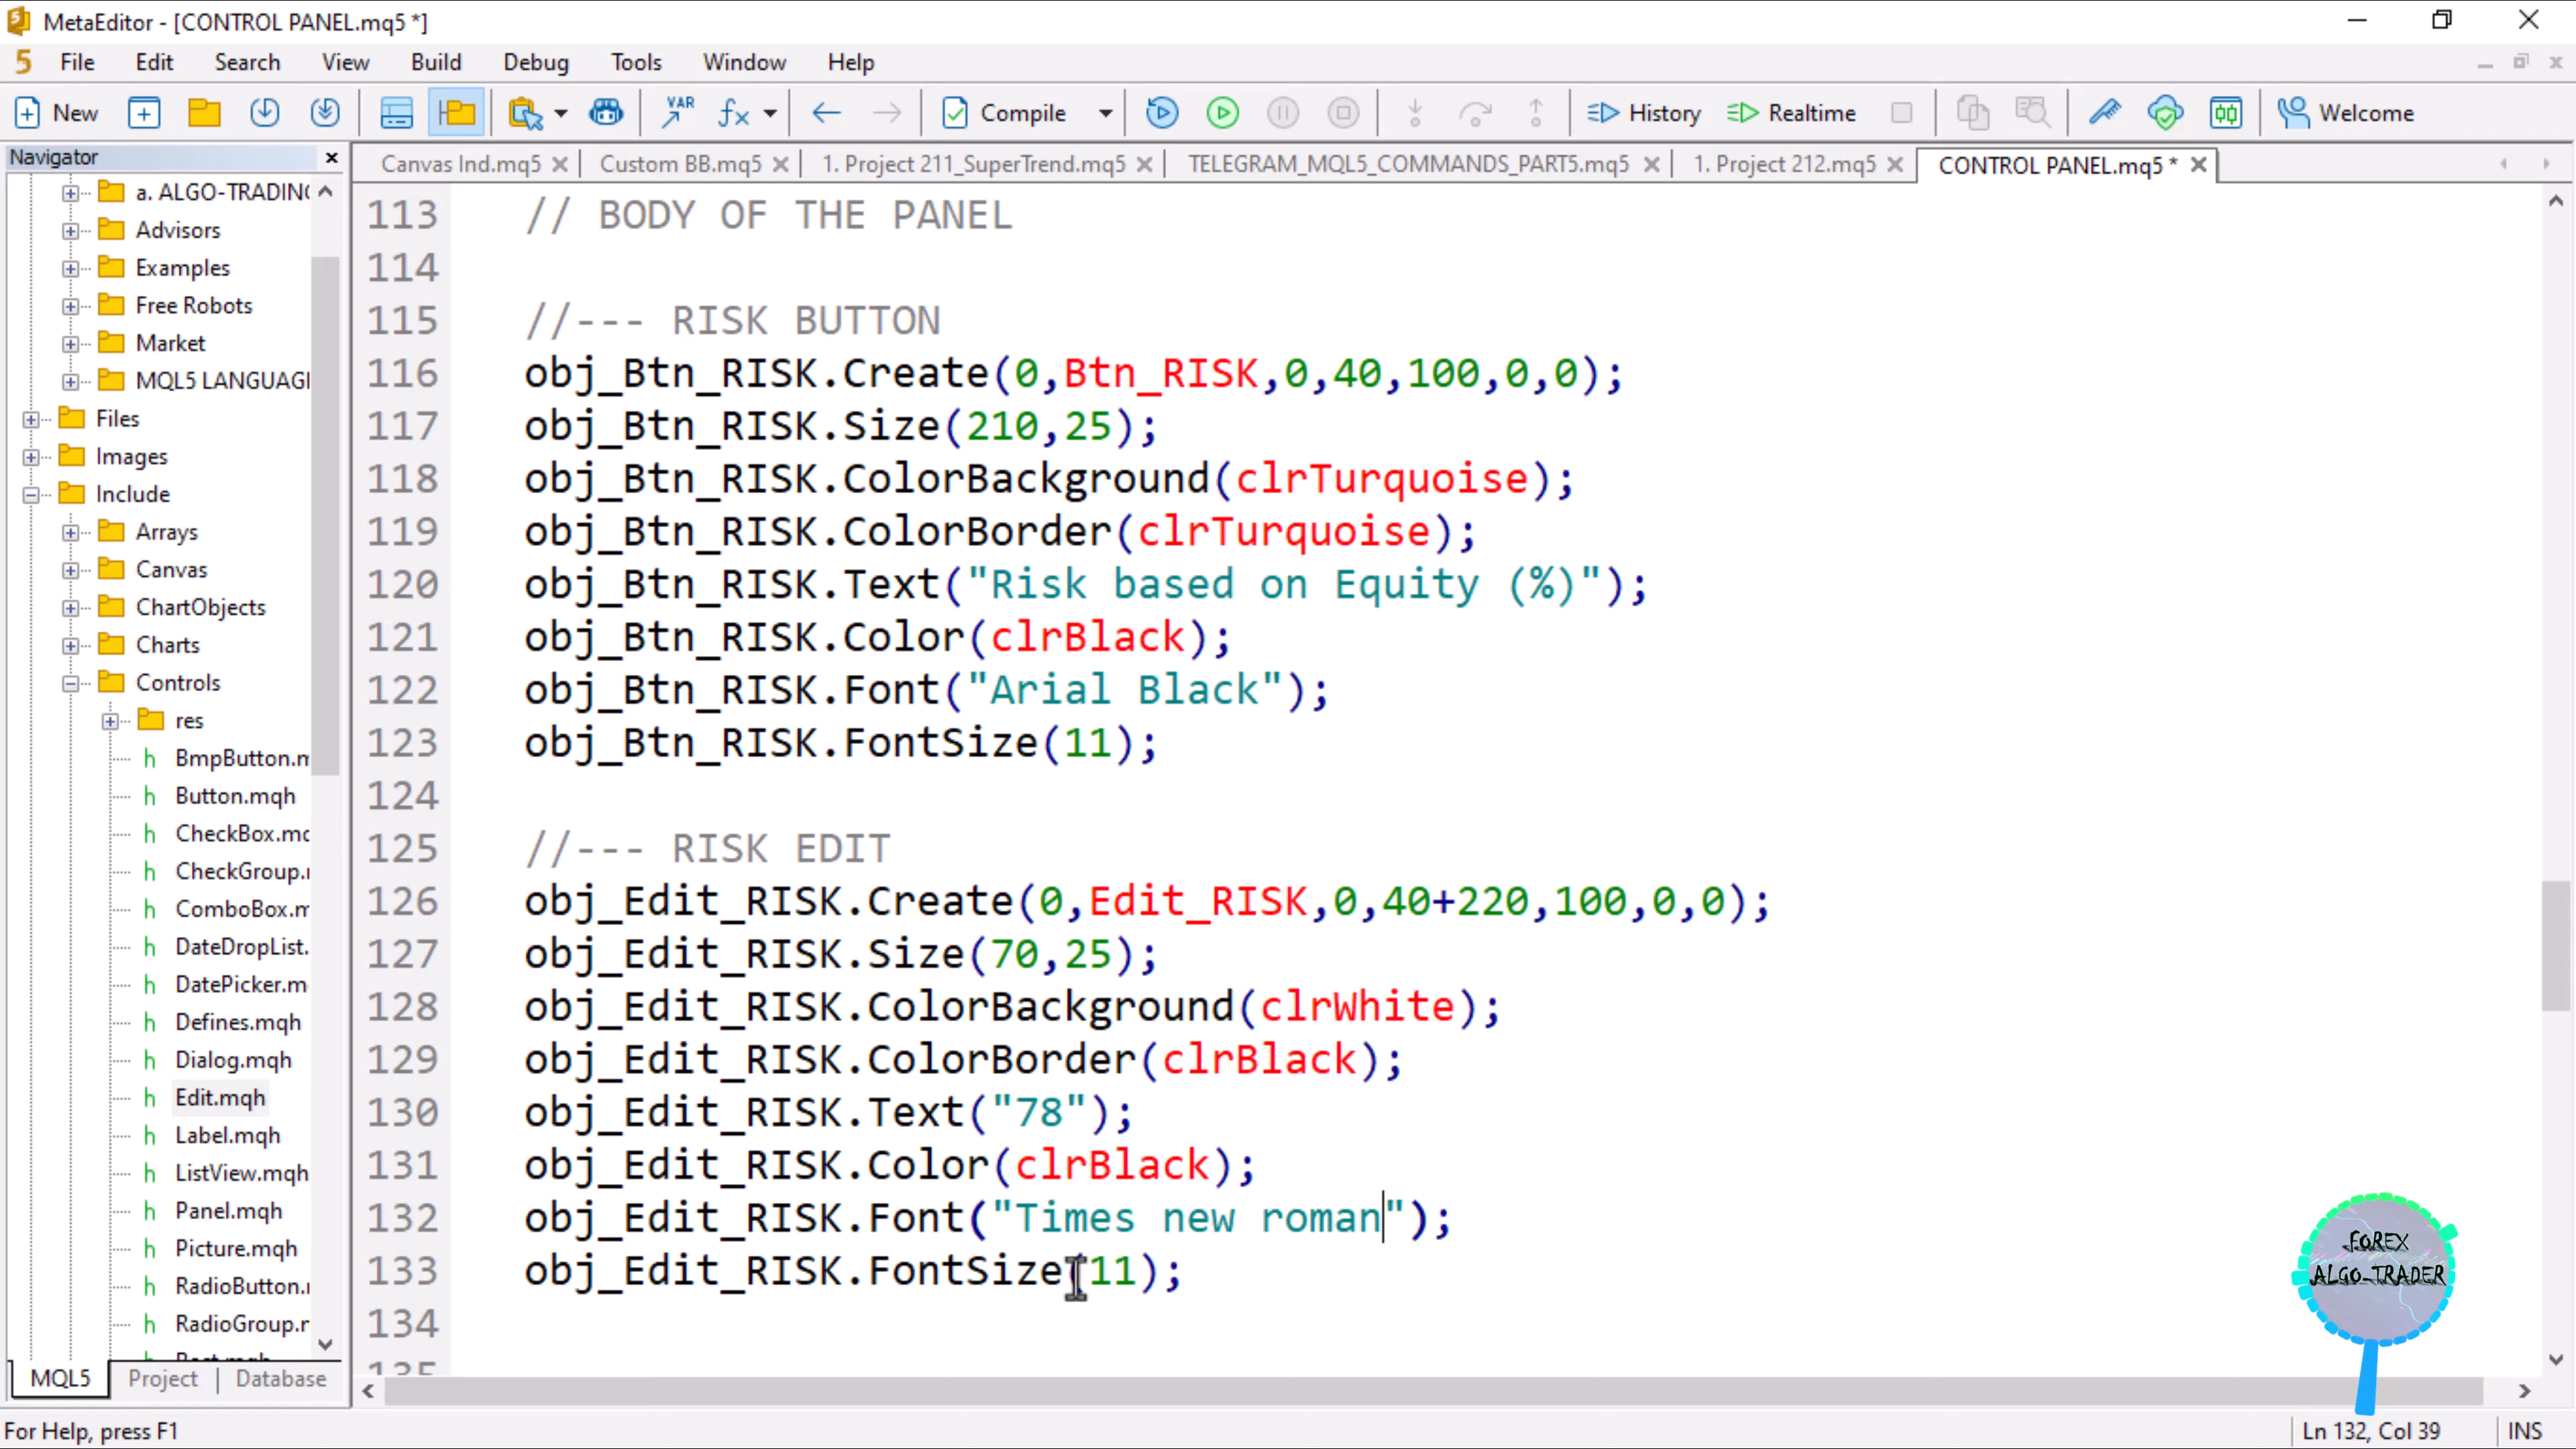 MetaEditor - [CONTROL PANEL.mq5 *]
5 File Edit Search View Build Debug Tools Window Help
New VAR Compile History Realtime Welcome
Navigator
Canvas Ind.mq5 Custom BB.mq5 1. Project 211_SuperTrend.mq5 TELEGRAM_MQL5_COMMANDS_PART5.mq5 1. Project 212.mq5 CONTROL PANEL.mq5 *
a. ALGO-TRADING
Advisors
Examples
Free Robots
Market
MQL5 LANGUAGI
Files
Images
Include
Arrays
Canvas
ChartObjects
Charts
Controls
res
BmpButton.m
Button.mqh
CheckBox.mc
CheckGroup.
ComboBox.m
DateDropList.
DatePicker.m
Defines.mqh
Dialog.mqh
Edit.mqh
Label.mqh
ListView.mqh
Panel.mqh
Picture.mqh
RadioButton.
RadioGroup.r
MQL5 Project Database
113 // BODY OF THE PANEL
114
115 //--- RISK BUTTON
116 obj_Btn_RISK.Create(0,Btn_RISK,0,40,100,0,0);
117 obj_Btn_RISK.Size(210,25);
118 obj_Btn_RISK.ColorBackground(clrTurquoise);
119 obj_Btn_RISK.ColorBorder(clrTurquoise);
120 obj_Btn_RISK.Text("Risk based on Equity (%)");
121 obj_Btn_RISK.Color(clrBlack);
122 obj_Btn_RISK.Font("Arial Black");
123 obj_Btn_RISK.FontSize(11);
124
125 //--- RISK EDIT
126 obj_Edit_RISK.Create(0,Edit_RISK,0,40+220,100,0,0);
127 obj_Edit_RISK.Size(70,25);
128 obj_Edit_RISK.ColorBackground(clrWhite);
129 obj_Edit_RISK.ColorBorder(clrBlack);
130 obj_Edit_RISK.Text("78");
131 obj_Edit_RISK.Color(clrBlack);
132 obj_Edit_RISK.Font("Times new roman");
133 obj_Edit_RISK.FontSize(11);
134
135
FOREX
ALGO-TRADER
For Help, press F1
Ln 132, Col 39 INS